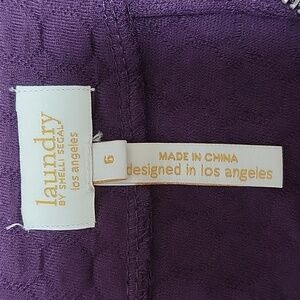 laundry
BY SHELLI SEGAL
los angeles
6
MADE IN CHINA
designed in los angeles